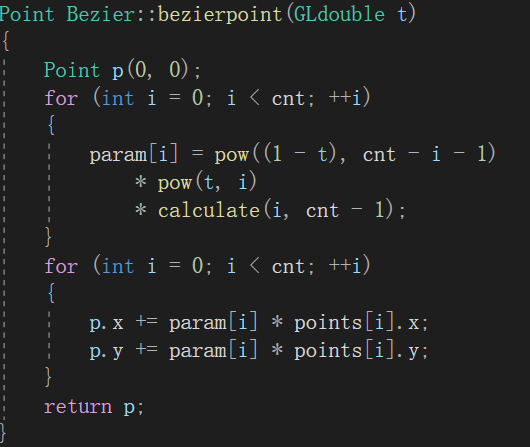 Point Bezier::bezierpoint(GLdouble t)
{
    Point p(0, 0);
    for (int i = 0; i < cnt; ++i)
    {
        param[i] = pow((1 - t), cnt - i - 1)
            * pow(t, i)
            * calculate(i, cnt - 1);
    }
    for (int i = 0; i < cnt; ++i)
    {
        p.x += param[i] * points[i].x;
        p.y += param[i] * points[i].y;
    }
    return p;
}